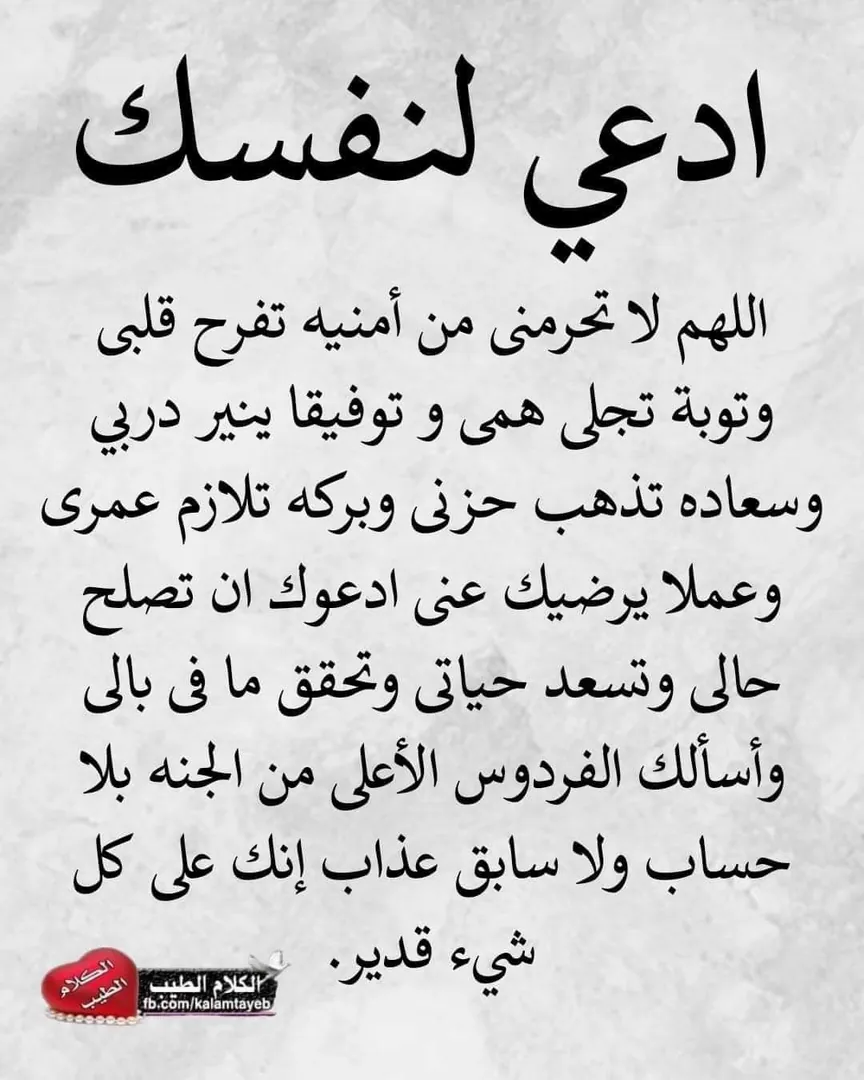 ادعي لنفسك
اللهم لا تحرمنى من أمنيه تفرح قلبى
وتوبة تجلى همى و توفيقا ينير دربي
وسعاده تذهب حزنى وبركه تلازم عمرى
وعملا يرضيك عنى ادعوك ان تصلح
حالى وتسعد حياتى وتحقق ما فى بالى
وأسألك الفردوس الأعلى من الجنه بلا
حساب ولا سابق عذاب إنك على كل
شيء قدير.
الكلام
الطيب
الكلام الطيب
fb.com/kalamtayeb